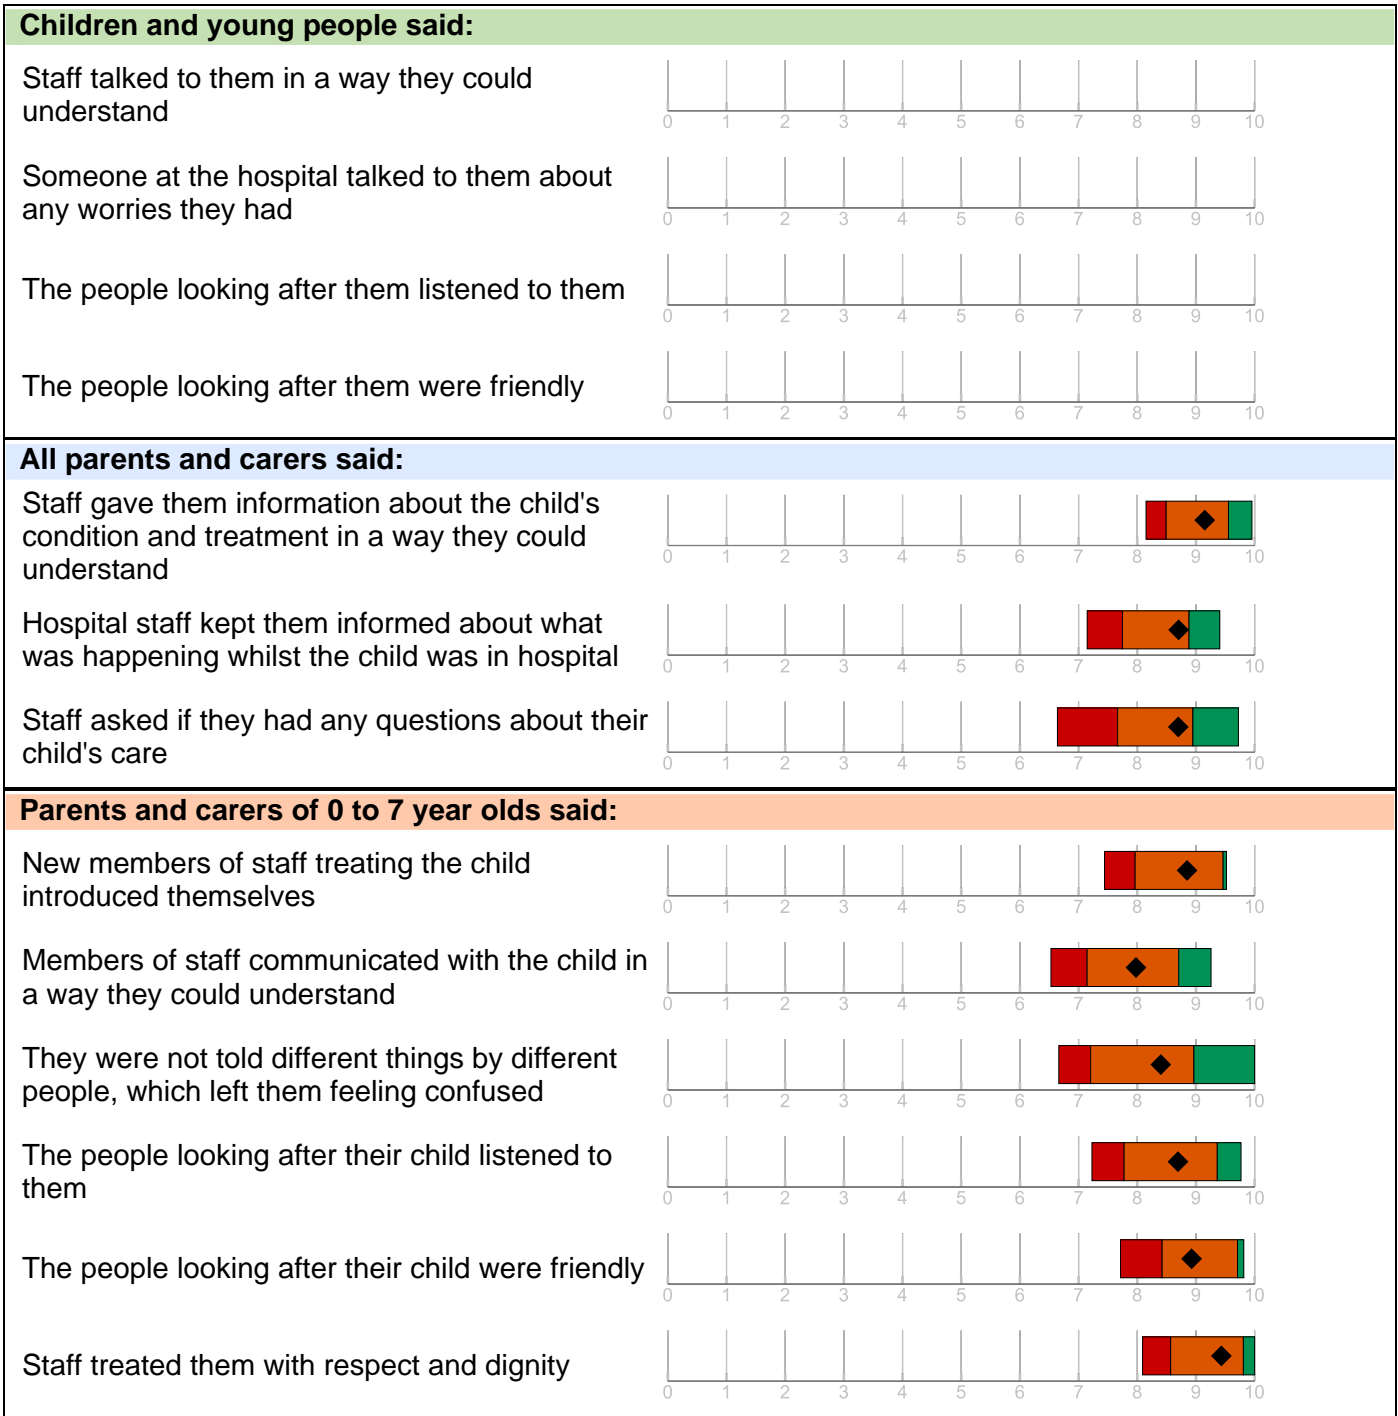 Children and young people said:
Staff talked to them in a way they could
understand
0 1 2 3 4 5 6 7 8 9 10
Someone at the hospital talked to them about
any worries they had
0 1 2 3 4 5 6 7 8 9 10
The people looking after them listened to them
0 1 2 3 4 5 6 7 8 9 10
The people looking after them were friendly
0 1 2 3 4 5 6 7 8 9 10
All parents and carers said:
Staff gave them information about the child's
condition and treatment in a way they could
understand
0 1 2 3 4 5 6 7 8 9 10
Hospital staff kept them informed about what
was happening whilst the child was in hospital
0 1 2 3 4 5 6 7 8 9 10
Staff asked if they had any questions about their
child's care
0 1 2 3 4 5 6 7 8 9 10
Parents and carers of 0 to 7 year olds said:
New members of staff treating the child
introduced themselves
0 1 2 3 4 5 6 7 8 9 10
Members of staff communicated with the child in
a way they could understand
0 1 2 3 4 5 6 7 8 9 10
They were not told different things by different
people, which left them feeling confused
0 1 2 3 4 5 6 7 8 9 10
The people looking after their child listened to
them
0 1 2 3 4 5 6 7 8 9 10
The people looking after their child were friendly
0 1 2 3 4 5 6 7 8 9 10
Staff treated them with respect and dignity
0 1 2 3 4 5 6 7 8 9 10